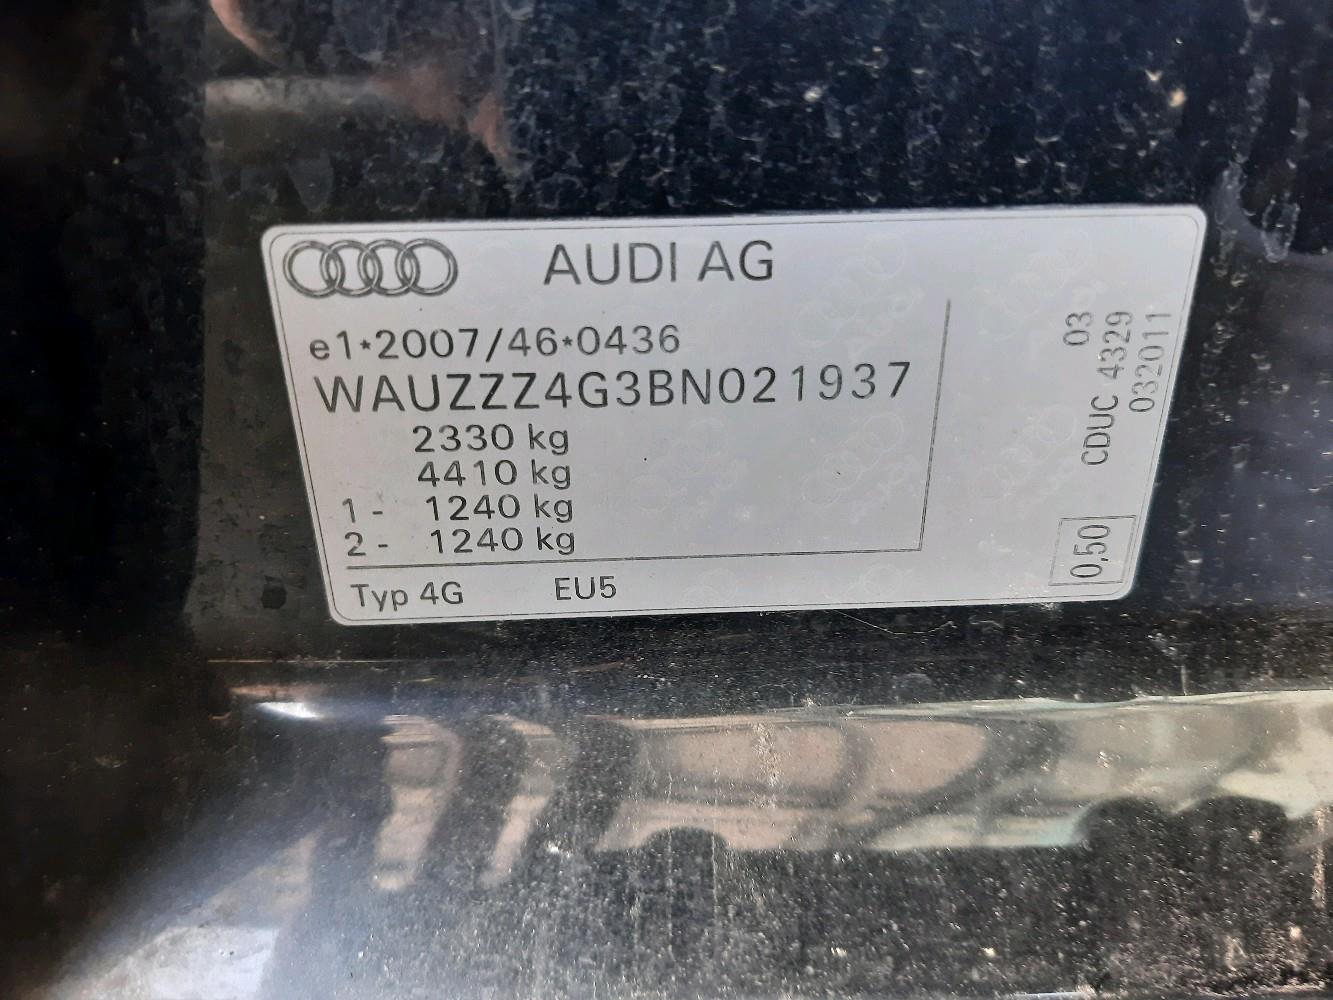 AUDI AG
e1*2007/46*0436
WAUZZZ4G3BN021937
2330 kg
4410 kg
1 - 1240 kg
2 - 1240 kg
Typ 4G EU5
03
CDUC 4329
032011
0,50